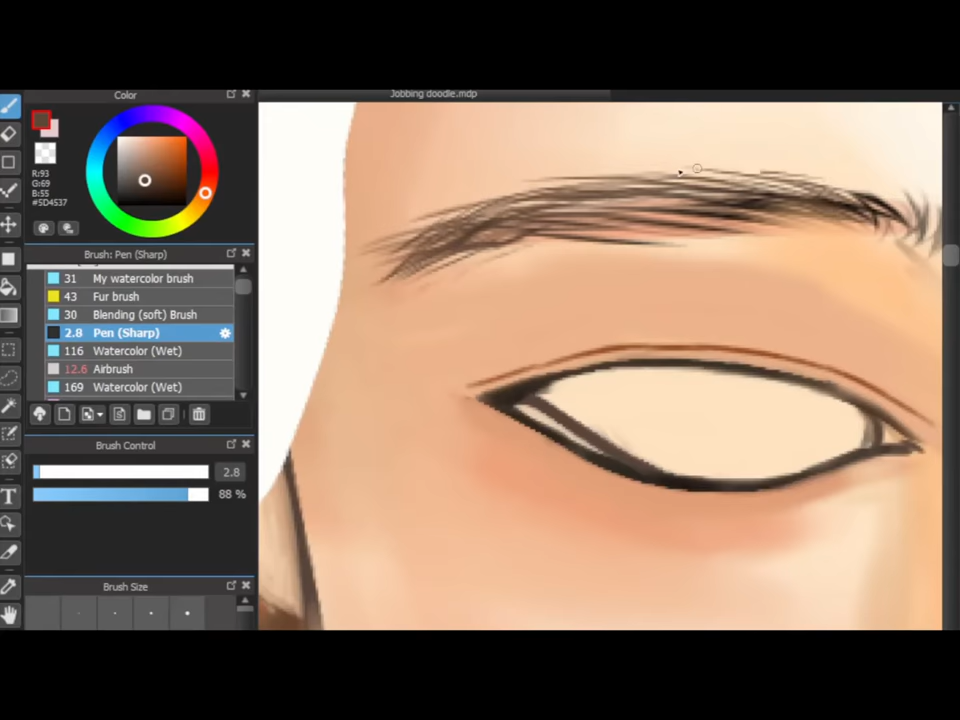 Color
Jobbing doodle.mdp
R:93
G:69
B:55
#5D4537
Brush: Pen (Sharp)
31 My watercolor brush
43 Fur brush
30 Blending (soft) Brush
2.8 Pen (Sharp)
116 Watercolor (Wet)
12.6 Airbrush
169 Watercolor (Wet)
Brush Control
2.8
88 %
T
Brush Size